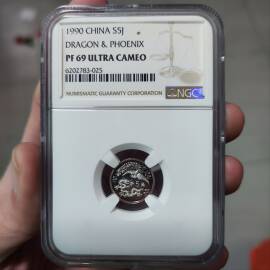 1990 CHINA S5J
DRAGON & PHOENIX
PF 69 ULTRA CAMEO
6202783-025
NUMISMATIC GUARANTY CORPORATION
NGC